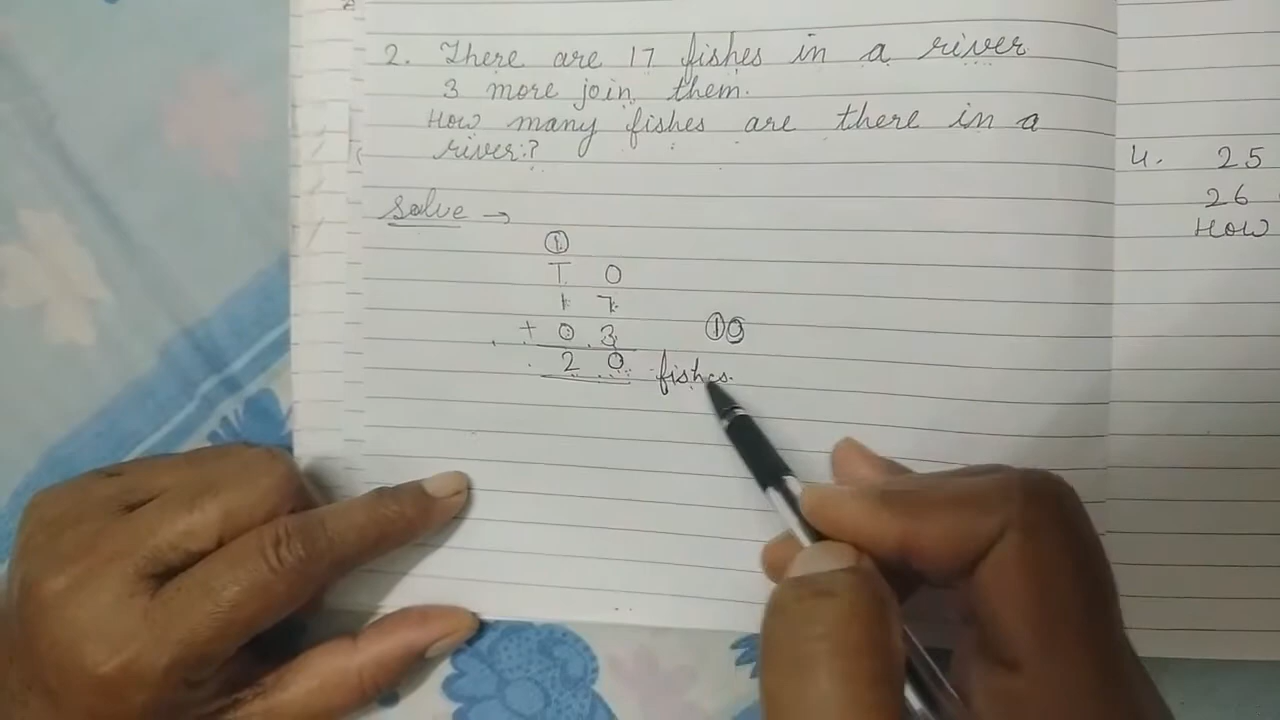 2. There are 17 fishes in a river
3 more join them.
How many fishes are there in a
river:?
Solve →
①
T O
1 7
+ 0 3 ①0
2 0 fishes.
4. 25
26
How